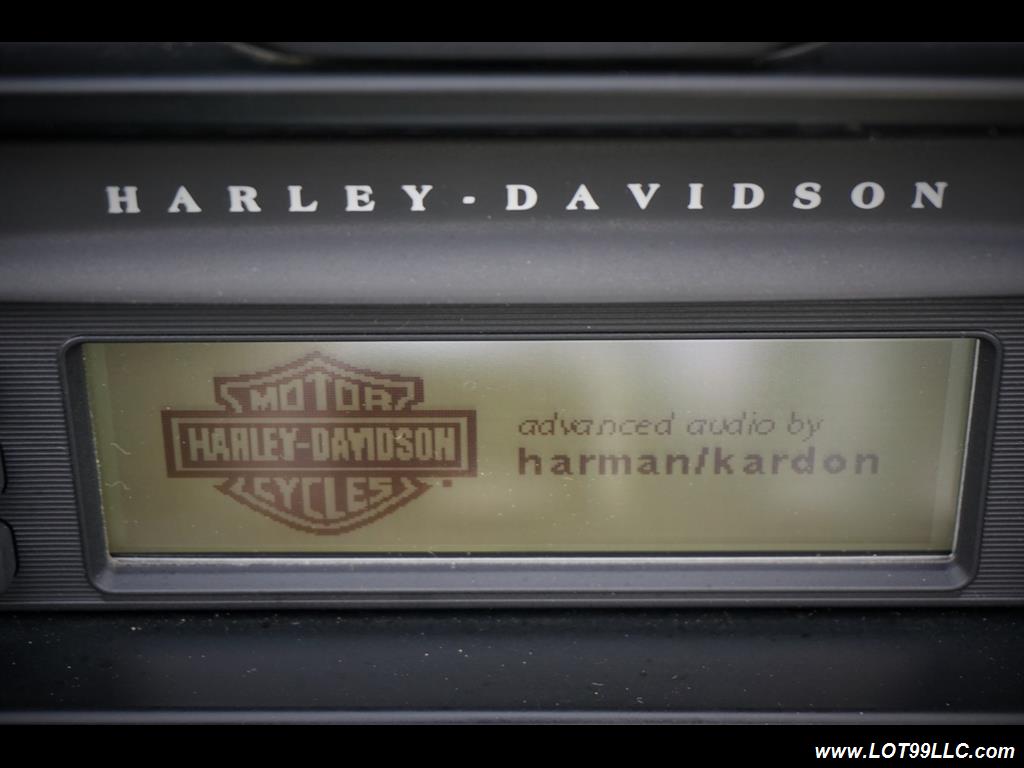 HARLEY-DAVIDSON
MOTOR
HARLEY-DAVIDSON
CYCLES
advanced audio by
harman/kardon
www.LOT99LLC.com